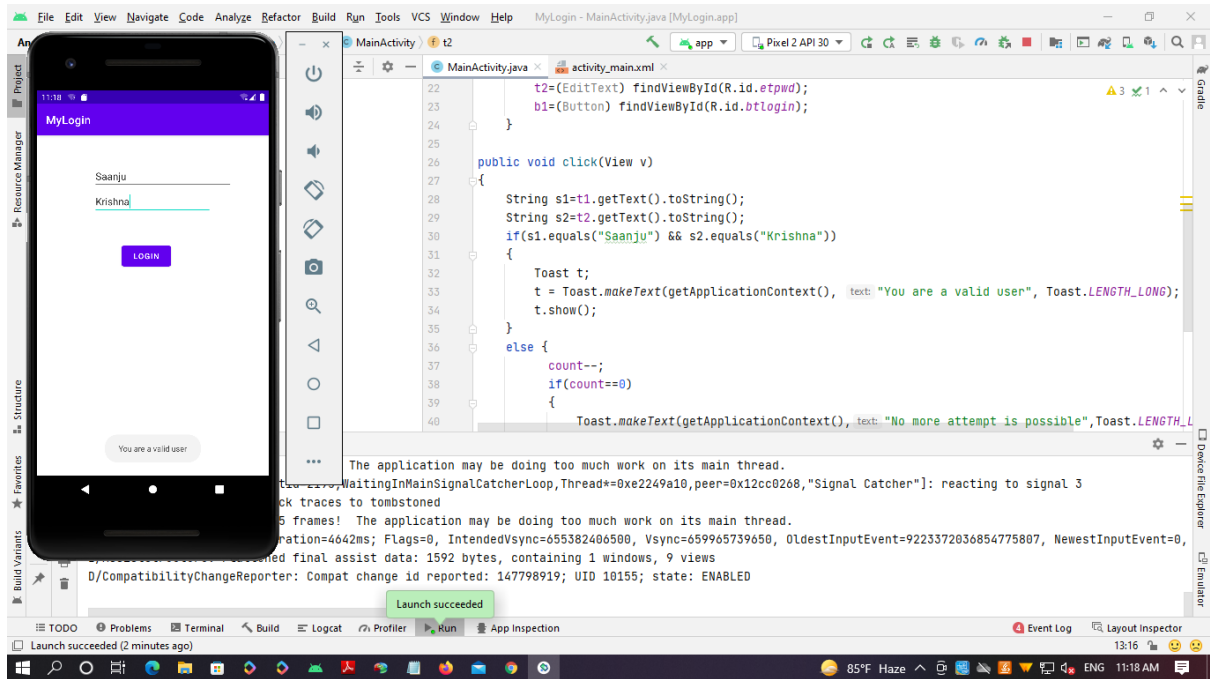 File Edit View Navigate Code Analyze Refactor Build Run Tools VCS Window Help MyLogin - MainActivity.java [MyLogin.app]
An MainActivity t2 app Pixel 2 API 30
MainActivity.java activity_main.xml
Project
Resource Manager
Structure
Favorites
Build Variants
11:18
MyLogin
Saanju
Krishna
LOGIN
You are a valid user
22 t2=(EditText) findViewById(R.id.etpwd);
23 b1=(Button) findViewById(R.id.btlogin);
24 }
25
26 public void click(View v)
27 {
28 String s1=t1.getText().toString();
29 String s2=t2.getText().toString();
30 if(s1.equals("Saanju") && s2.equals("Krishna"))
31 {
32 Toast t;
33 t = Toast.makeText(getApplicationContext(), text: "You are a valid user", Toast.LENGTH_LONG);
34 t.show();
35 }
36 else {
37 count--;
38 if(count==0)
39 {
40 Toast.makeText(getApplicationContext(), text: "No more attempt is possible",Toast.LENGTH_L
3 1
Gradle
Device File Explorer
Emulator
The application may be doing too much work on its main thread.
WaitingInMainSignalCatcherLoop,Thread*=0xe2249a10,peer=0x12cc0268,"Signal Catcher"]: reacting to signal 3
ck traces to tombstoned
5 frames! The application may be doing too much work on its main thread.
ration=4642ms; Flags=0, IntendedVsync=655382406500, Vsync=659965739650, OldestInputEvent=9223372036854775807, NewestInputEvent=0,
ed final assist data: 1592 bytes, containing 1 windows, 9 views
D/CompatibilityChangeReporter: Compat change id reported: 147798919; UID 10155; state: ENABLED
Launch succeeded
TODO Problems Terminal Build Logcat Profiler Run App Inspection 4 Event Log Layout Inspector
Launch succeeded (2 minutes ago) 13:16
85°F Haze ENG 11:18 AM